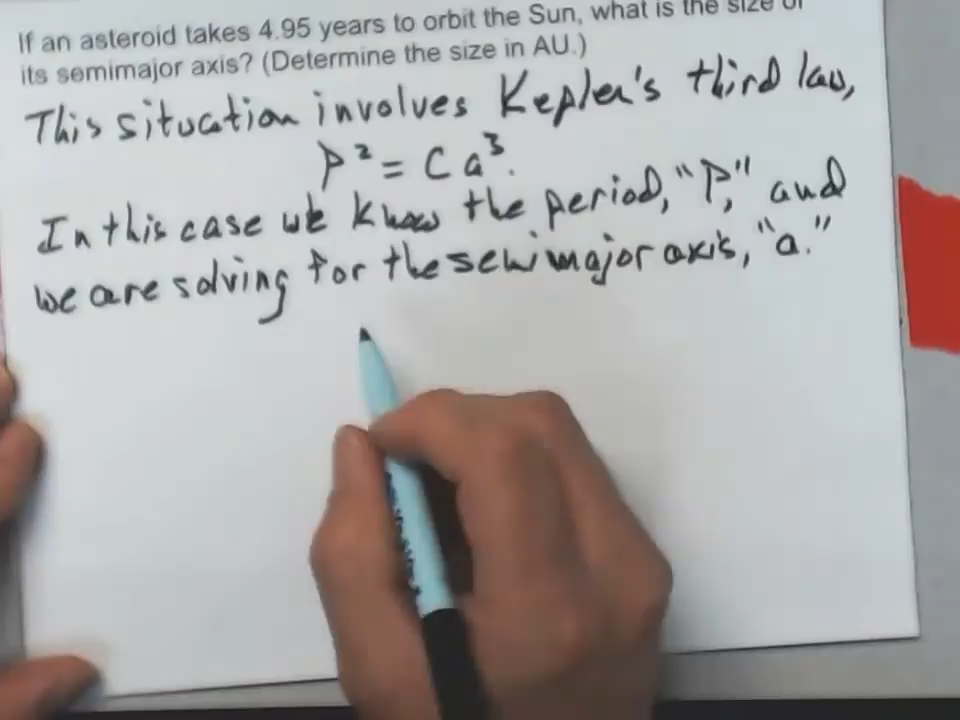 If an asteroid takes 4.95 years to orbit the Sun, what is the size of
its semimajor axis? (Determine the size in AU.)
This situation involves Kepler's third law,
P² = Ca³.
In this case we know the period, "P," and
we are solving for the semimajor axis, "a."